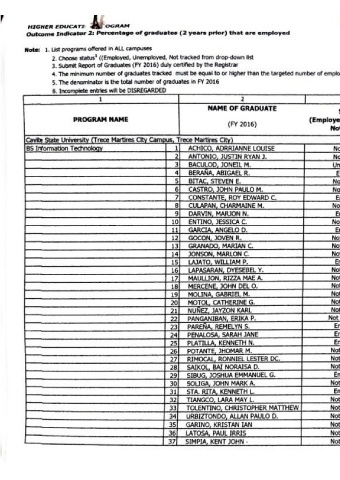 HIGHER EDUCATION PROGRAM
Outcome Indicator 2: Percentage of graduates (2 years prior) that are employed
Note: 1. List programs offered in ALL campuses
2. Choose status¹ ((Employed, Unemployed, Not tracked from drop-down list
3. Submit Report of Graduates (FY 2016) duly certified by the Registrar
4. The minimum number of graduates tracked must be equal to or higher than the targeted number of emplo
5. The denominator is the total number of graduates in FY 2016
6. Incomplete entries will be DISREGARDED
1 2
PROGRAM NAME NAME OF GRADUATE
(FY 2016) (Employe
No
Cavite State University (Trece Martires City Campus, Trece Martires City)
BS Information Technology 1 ACHICO, ADRRIANNE LOUISE No
2 ANTONIO, JUSTIN RYAN J. No
3 BACULOD, JONEIL M. Un
4 BERAÑA, ABIGAEL R. E
5 BITAC, STEVEN E. No
6 CASTRO, JOHN PAULO M. No
7 CONSTANTE, ROY EDWARD C. E
8 CULAPAN, CHARMAINE M. No
9 DARVIN, MARJON N. E
10 ENTINO, JESSICA C. No
11 GARCIA, ANGELO D. E
12 GOCON, JOVEN R. No
13 GRANADO, MARIAN C. No
14 JONSON, MARLON C. No
15 LAJATO, WILLIAM P. E
16 LAPASARAN, DYESEBEL Y. No
17 MAULLION, RIZZA MAE A. No
18 MERCENE, JOHN DEL O. No
19 MOLINA, GABRIEL M. No
20 MOTOL, CATHERINE G. No
21 NUÑEZ, JAYZON KARL Not
22 PANGANIBAN, ERIKA P. Not
23 PAREÑA, REMELYN S. Er
24 PENALOSA, SARAH JANE Er
25 PLATILLA, KENNETH N. Er
26 POTANTE, JHOMAR M. Not
27 RIMOCAL, RONNIEL LESTER DC. Not
28 SAIKOL, BAI NORAISA D. Not
29 SIBUG, JOSHUA EMMANUEL G. Er
30 SOLIGA, JOHN MARK A. Not
31 STA. RITA, KENNETH L. Er
32 TIANGCO, LARA MAY L. Not
33 TOLENTINO, CHRISTOPHER MATTHEW Not
34 URBIZTONDO, ALLAN PAULO D. Not
35 GARINO, KRISTAN IAN Not
36 LATOSA, PAUL IRRIS Not
37 SIMPIA, KENT JOHN - Not